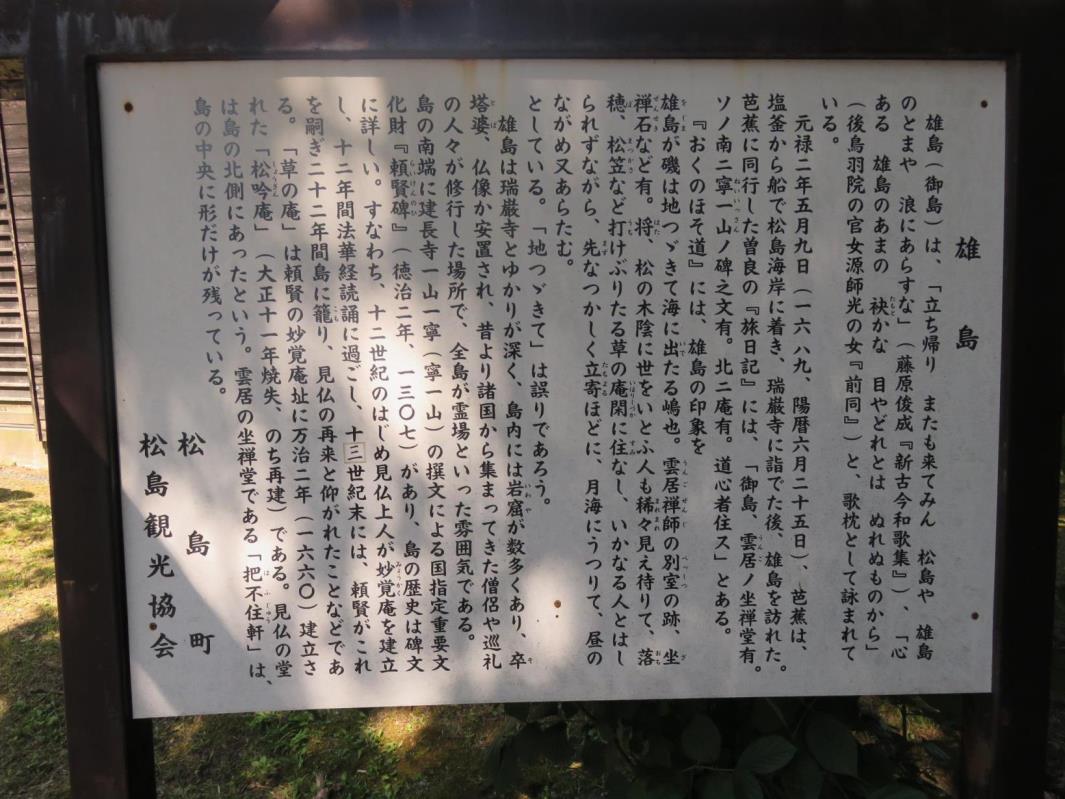 雄島
雄島(御島)は、「立ち帰り　またも来てみん　松島や　雄島
のとまや　浪にあらすな」(藤原俊成『新古今和歌集』)、「心
ある　雄島のあまの　袂かな　目やどれとは　ぬれぬものから」
(後鳥羽院の官女源師光の女『前同』)と、歌枕として詠まれて
いる。
元禄二年五月九日(一六八九、陽暦六月二十五日)、芭蕉は、
塩釜から船で松島海岸に着き、瑞巌寺に詣でた後、雄島を訪れた。
芭蕉に同行した曽良の『旅日記』には、「御島、雲居ノ坐禅堂有。
ソノ南ニ寧一山ノ碑之文有。北ニ庵有。道心者住ス」とある。
『おくのほそ道』には、雄島の印象を
雄島が磯は地つゞきて海に出たる嶋也。雲居禅師の別室の跡、坐
禅石など有。将、松の木陰に世をいとふ人も稀々見え待りて、落
穂、松笠など打けぶりたる草の庵閑に住なし、いかなる人とはし
られずながら、先なつかしく立寄ほどに、月海にうつりて、昼の
ながめ又あらたむ。
としている。「地つゞきて」は誤りであろう。
雄島は瑞巌寺とゆかりが深く、島内には岩窟が数多くあり、卒
塔婆、仏像か安置され、昔より諸国から集まってきた僧侶や巡礼
の人々が修行した場所で、全島が霊場といった雰囲気である。
島の南端に建長寺一山一寧(寧一山)の撰文による国指定重要文
化財『頼賢碑』(徳治二年、一三〇七)があり、島の歴史は碑文
に詳しい。すなわち、十二世紀のはじめ見仏上人が妙覚庵を建立
し、十二年間法華経読誦に過ごし、十三世紀末には、頼賢がこれ
を嗣ぎ二十二年間島に籠り、見仏の再来と仰がれたことなどであ
る。「草の庵」は頼賢の妙覚庵址に万治二年(一六六〇)建立さ
れた「松吟庵」(大正十一年焼失、のち再建)である。見仏の堂
は島の北側にあったという。雲居の坐禅堂である「把不住軒」は、
島の中央に形だけが残っている。
松島町
松島観光協会